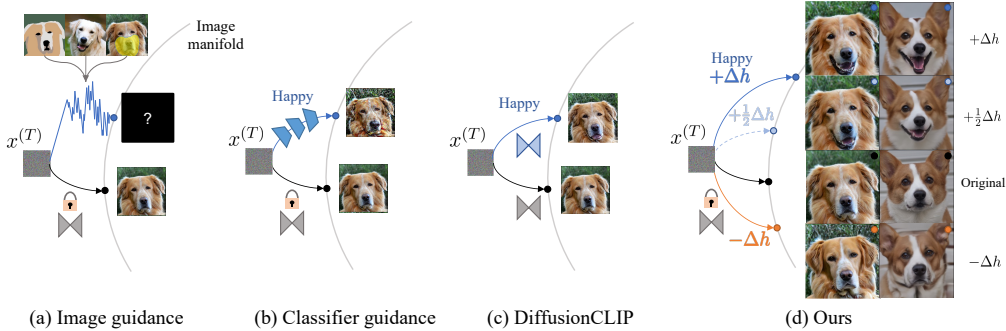 Image
manifold
x^(T)
?
(a) Image guidance
Happy
x^(T)
(b) Classifier guidance
Happy
x^(T)
(c) DiffusionCLIP
Happy
+Δh
+½Δh
x^(T)
−Δh
+Δh
+½Δh
Original
−Δh
(d) Ours